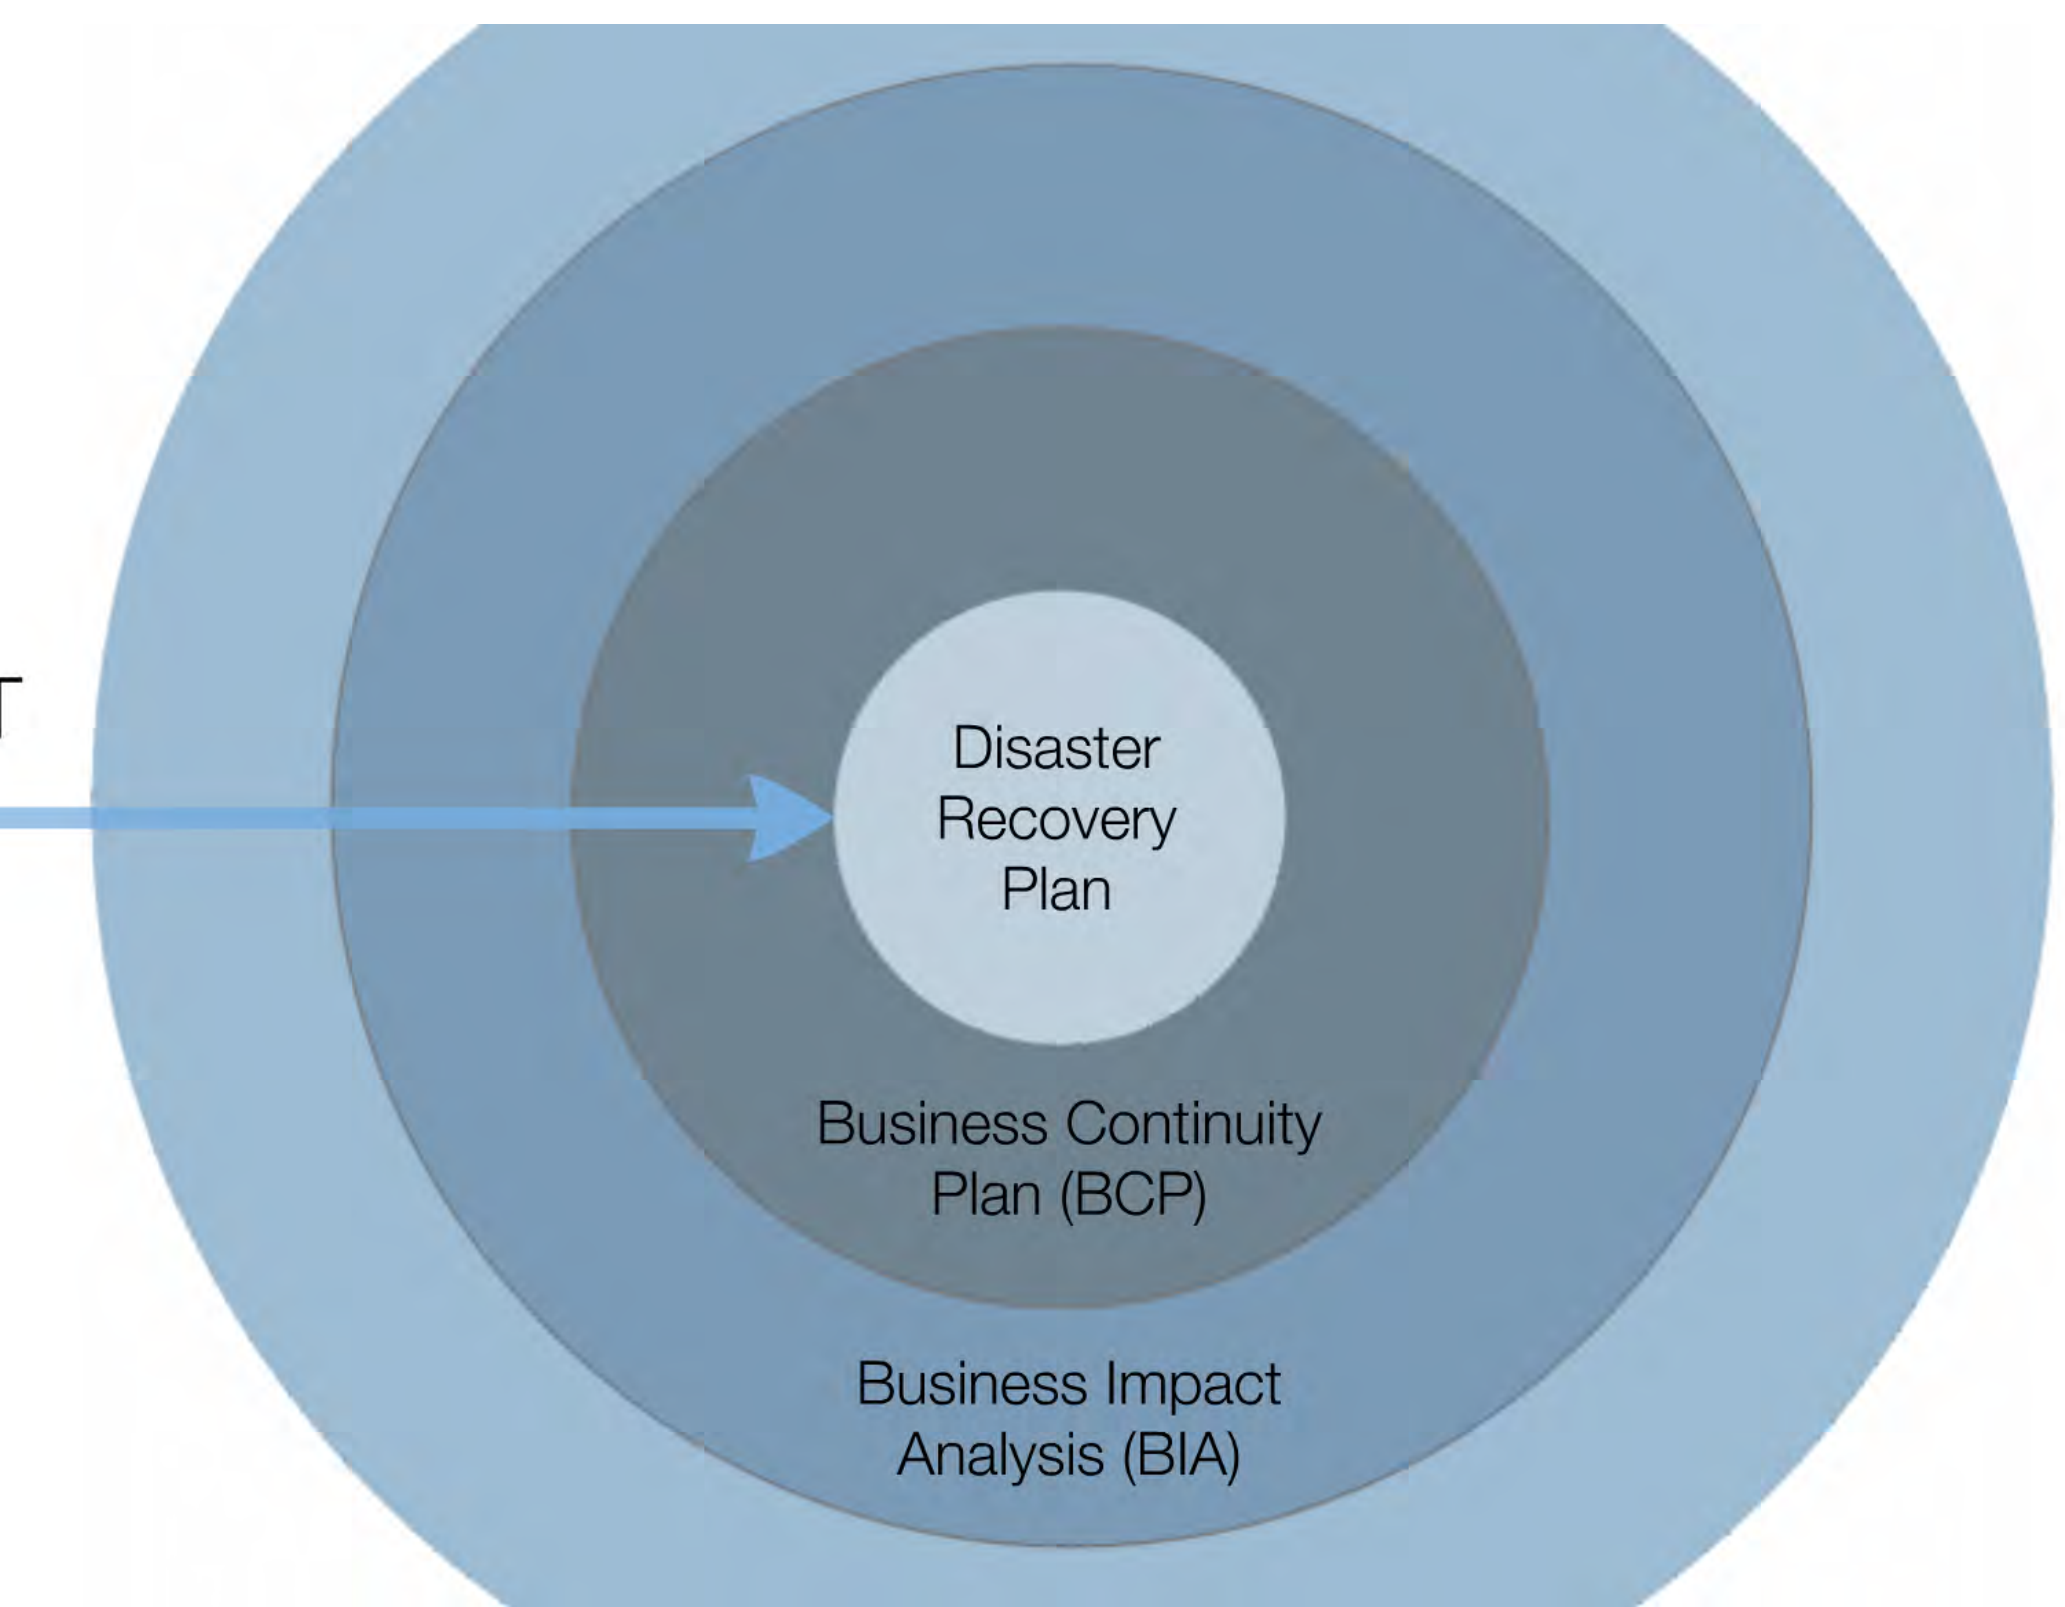 Disaster
Recovery
Plan
Business Continuity
Plan (BCP)
Business Impact
Analysis (BIA)